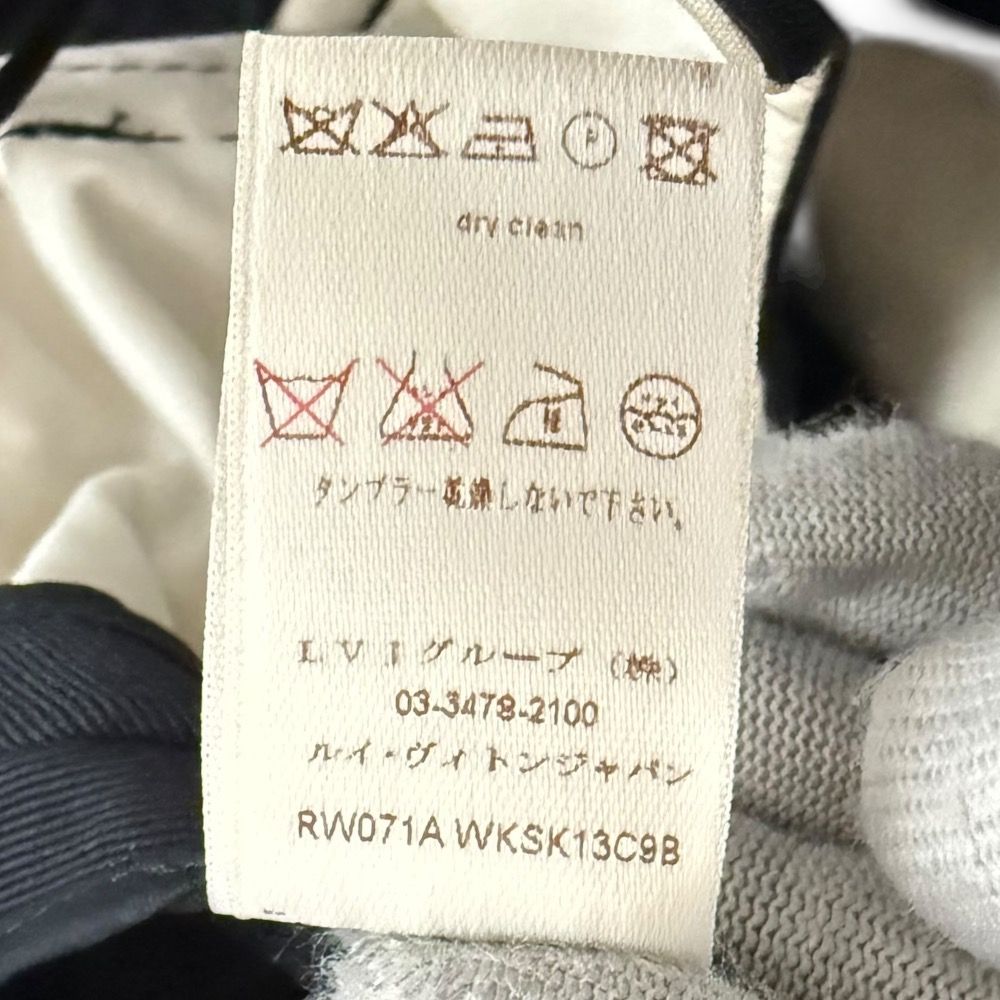 P
dry clean
タンブラー乾燥しないで下さい。
LVJグループ（株）
03-3478-2100
ルイ・ヴィトンジャパン
RW071A WKSK13C9B